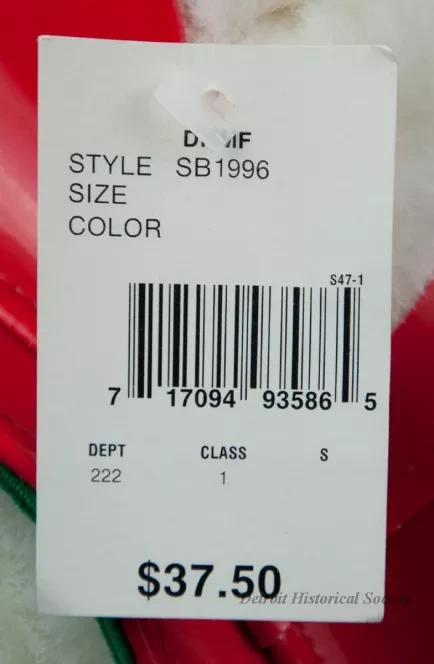 STYLE SB1996
SIZE
COLOR
S47-1
7 17094 93586 5
DEPT CLASS S
222 1
$37.50
Detroit Historical Society